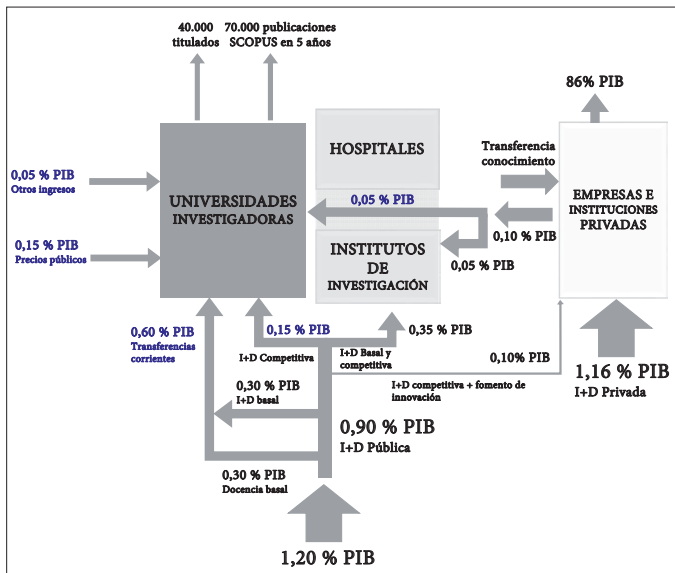 40.000
titulados
70.000 publicaciones
SCOPUS en 5 años
86% PIB
HOSPITALES
Transferencia
conocimiento
0,05 % PIB
Otros ingresos
UNIVERSIDADES
INVESTIGADORAS
0,05 % PIB
EMPRESAS E
INSTITUCIONES
PRIVADAS
0,10 % PIB
0,15 % PIB
Precios públicos
INSTITUTOS
DE
INVESTIGACIÓN
0,05 % PIB
0,60 % PIB
Transferencias
corrientes
0,15 % PIB
0,35 % PIB
I+D Competitiva
I+D Basal y
competitiva
0,10% PIB
1,16 % PIB
I+D Privada
I+D competitiva + fomento de
innovación
0,30 % PIB
I+D basal
0,90 % PIB
I+D Pública
0,30 % PIB
Docencia basal
1,20 % PIB